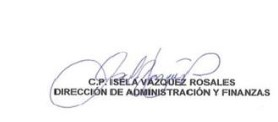 C.P. ISELA VÁZQUEZ ROSALES
DIRECCIÓN DE ADMINISTRACIÓN Y FINANZAS